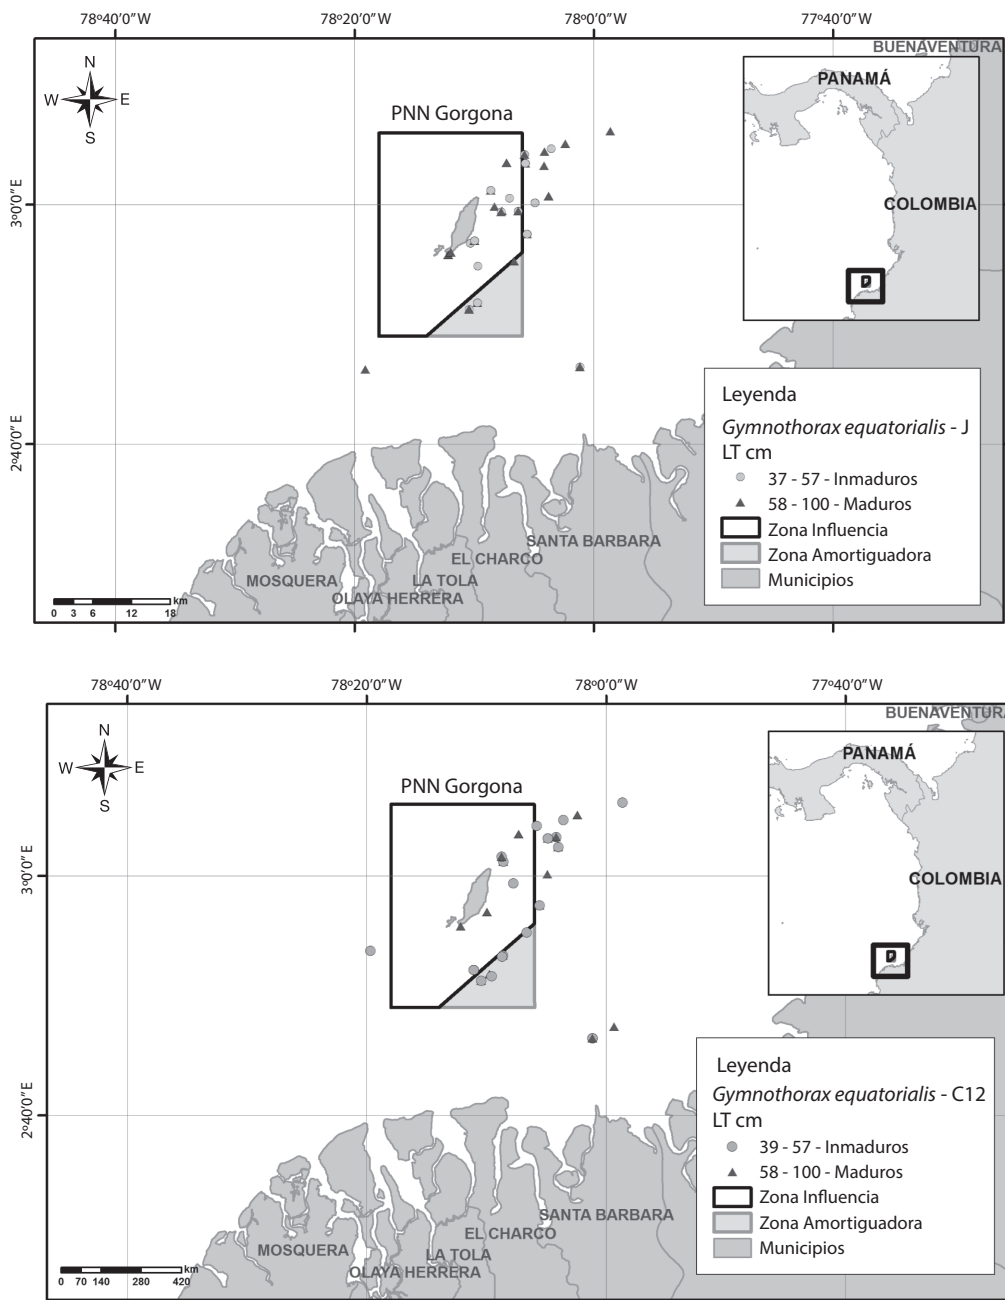 78º40'0"W 78º20'0"W 78º0'0"W 77º40'0"W
BUENAVENTURA
N
W E
S
PANAMÁ
PNN Gorgona
3º0'0" E
COLOMBIA
D
Leyenda
Gymnothorax equatorialis - J
LT cm
37 - 57 - Inmaduros
58 - 100 - Maduros
Zona Influencia
Zona Amortiguadora
Municipios
2º40'0" E
SANTA BARBARA
EL CHARCO
MOSQUERA
LA TOLA
OLAYA HERRERA
km
0 3 6 12 18
78º40'0"W 78º20'0"W 78º0'0"W 77º40'0"W
BUENAVENTUR
N
W E
S
PANAMÁ
PNN Gorgona
3º0'0" E
COLOMBIA
D
Leyenda
Gymnothorax equatorialis - C12
LT cm
39 - 57 - Inmaduros
58 - 100 - Maduros
Zona Influencia
Zona Amortiguadora
Municipios
2º40'0" E
SANTA BARBARA
EL CHARCO
MOSQUERA
LA TOLA
OLAYA HERRERA
km
0 70 140 280 420